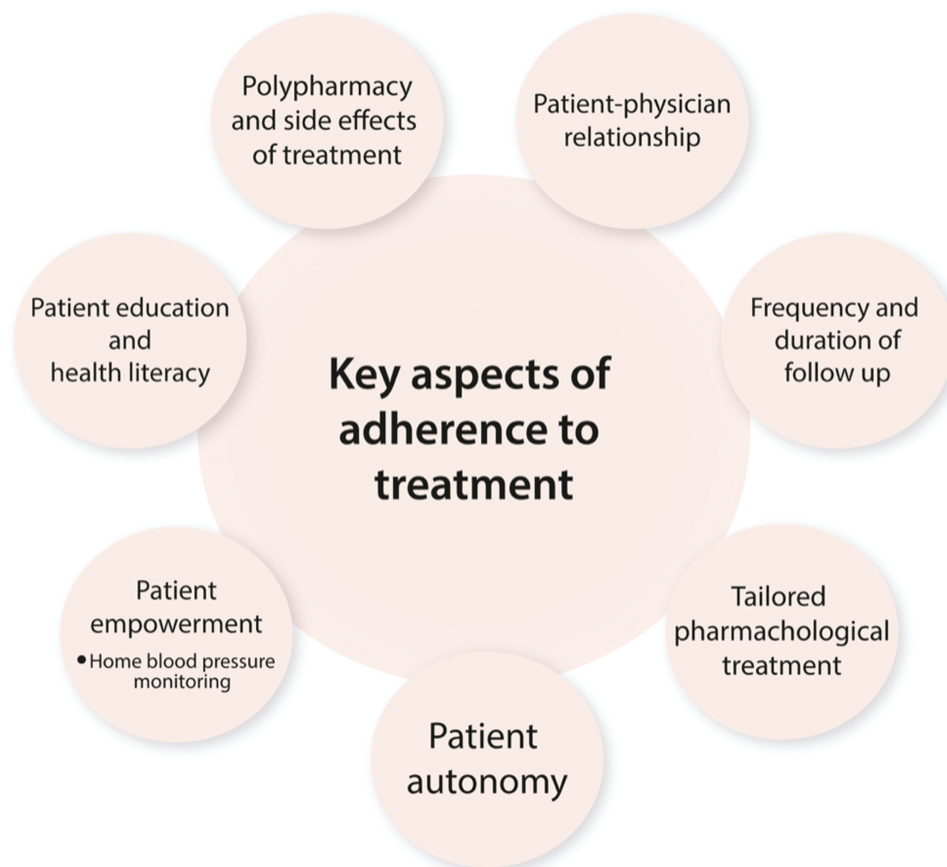 Polypharmacy
and side effects
of treatment
Patient-physician
relationship
Patient education
and
health literacy
Frequency and
duration of
follow up
Key aspects of
adherence to
treatment
Patient
empowerment
•Home blood pressure
monitoring
Tailored
pharmachological
treatment
Patient
autonomy